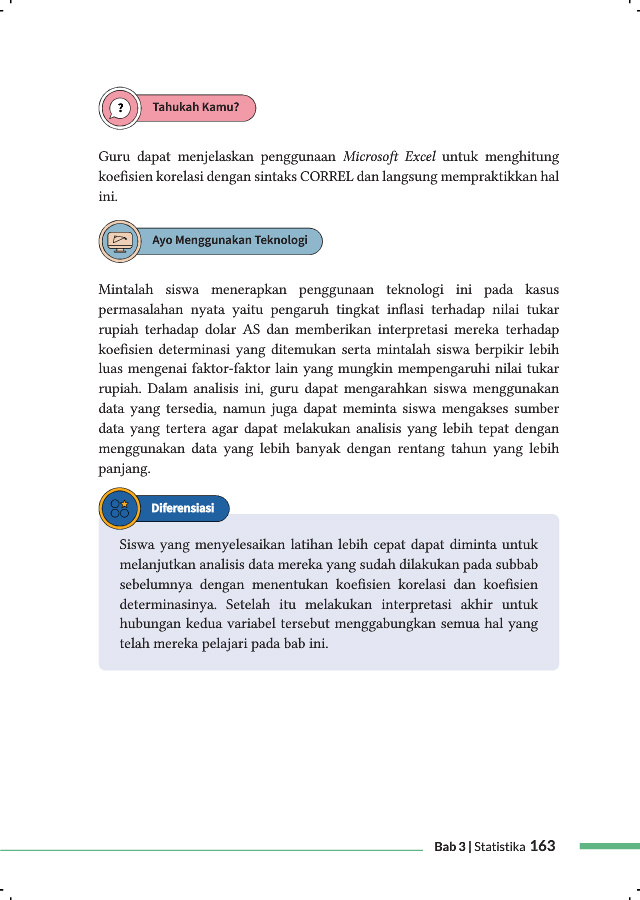 ?
Tahukah Kamu?
Guru dapat menjelaskan penggunaan Microsoft Excel untuk menghitung
koefisien korelasi dengan sintaks CORREL dan langsung mempraktikkan hal
ini.
Ayo Menggunakan Teknologi
Mintalah siswa menerapkan penggunaan teknologi ini pada kasus
permasalahan nyata yaitu pengaruh tingkat inflasi terhadap nilai tukar
rupiah terhadap dolar AS dan memberikan interpretasi mereka terhadap
koefisien determinasi yang ditemukan serta mintalah siswa berpikir lebih
luas mengenai faktor-faktor lain yang mungkin mempengaruhi nilai tukar
rupiah. Dalam analisis ini, guru dapat mengarahkan siswa menggunakan
data yang tersedia, namun juga dapat meminta siswa mengakses sumber
data yang tertera agar dapat melakukan analisis yang lebih tepat dengan
menggunakan data yang lebih banyak dengan rentang tahun yang lebih
panjang.
Diferensiasi
Siswa yang menyelesaikan latihan lebih cepat dapat diminta untuk
melanjutkan analisis data mereka yang sudah dilakukan pada subbab
sebelumnya dengan menentukan koefisien korelasi dan koefisien
determinasinya. Setelah itu melakukan interpretasi akhir untuk
hubungan kedua variabel tersebut menggabungkan semua hal yang
telah mereka pelajari pada bab ini.
Bab 3 | Statistika 163